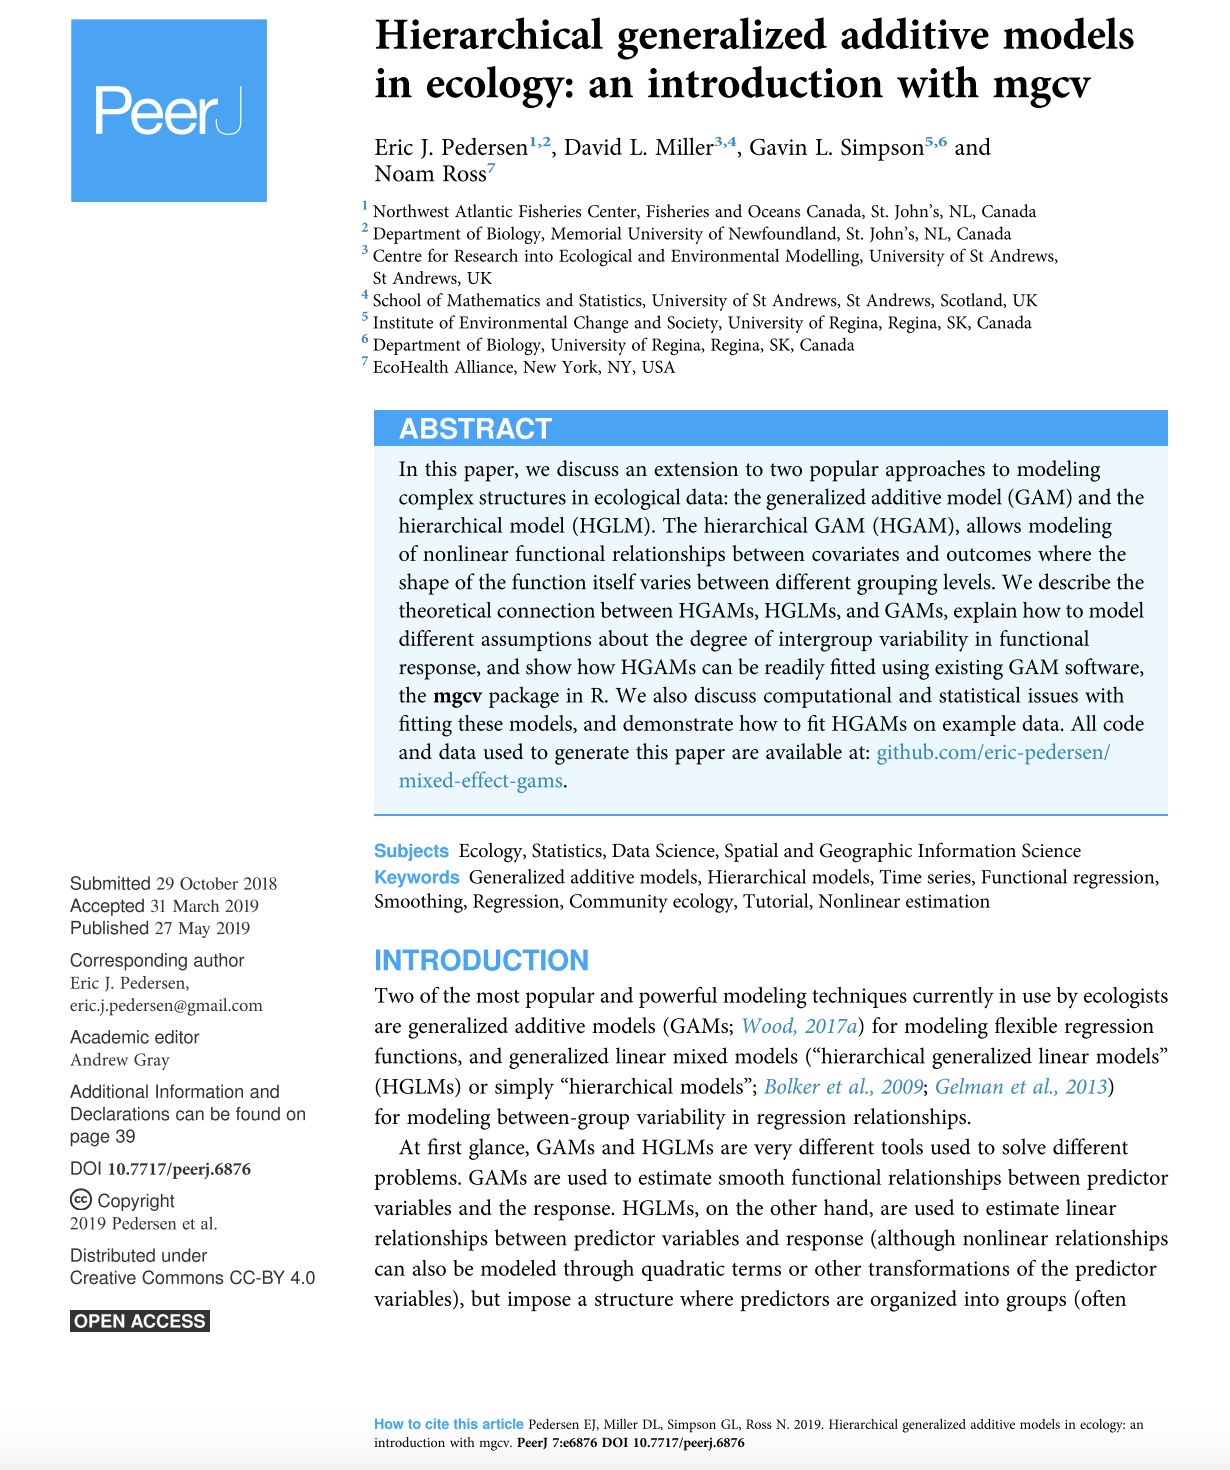 PeerJ
Hierarchical generalized additive models
in ecology: an introduction with mgcv
Eric J. Pedersen1,2, David L. Miller3,4, Gavin L. Simpson5,6 and
Noam Ross7
1 Northwest Atlantic Fisheries Center, Fisheries and Oceans Canada, St. John’s, NL, Canada
2 Department of Biology, Memorial University of Newfoundland, St. John’s, NL, Canada
3 Centre for Research into Ecological and Environmental Modelling, University of St Andrews,
St Andrews, UK
4 School of Mathematics and Statistics, University of St Andrews, St Andrews, Scotland, UK
5 Institute of Environmental Change and Society, University of Regina, Regina, SK, Canada
6 Department of Biology, University of Regina, Regina, SK, Canada
7 EcoHealth Alliance, New York, NY, USA
ABSTRACT
In this paper, we discuss an extension to two popular approaches to modeling
complex structures in ecological data: the generalized additive model (GAM) and the
hierarchical model (HGLM). The hierarchical GAM (HGAM), allows modeling
of nonlinear functional relationships between covariates and outcomes where the
shape of the function itself varies between different grouping levels. We describe the
theoretical connection between HGAMs, HGLMs, and GAMs, explain how to model
different assumptions about the degree of intergroup variability in functional
response, and show how HGAMs can be readily fitted using existing GAM software,
the mgcv package in R. We also discuss computational and statistical issues with
fitting these models, and demonstrate how to fit HGAMs on example data. All code
and data used to generate this paper are available at: github.com/eric-pedersen/
mixed-effect-gams.
Subjects Ecology, Statistics, Data Science, Spatial and Geographic Information Science
Keywords Generalized additive models, Hierarchical models, Time series, Functional regression,
Smoothing, Regression, Community ecology, Tutorial, Nonlinear estimation
Submitted 29 October 2018
Accepted 31 March 2019
Published 27 May 2019
Corresponding author
Eric J. Pedersen,
eric.j.pedersen@gmail.com
Academic editor
Andrew Gray
Additional Information and
Declarations can be found on
page 39
DOI 10.7717/peerj.6876
cc Copyright
2019 Pedersen et al.
Distributed under
Creative Commons CC-BY 4.0
OPEN ACCESS
INTRODUCTION
Two of the most popular and powerful modeling techniques currently in use by ecologists
are generalized additive models (GAMs; Wood, 2017a) for modeling flexible regression
functions, and generalized linear mixed models (“hierarchical generalized linear models”
(HGLMs) or simply “hierarchical models”; Bolker et al., 2009; Gelman et al., 2013)
for modeling between-group variability in regression relationships.
At first glance, GAMs and HGLMs are very different tools used to solve different
problems. GAMs are used to estimate smooth functional relationships between predictor
variables and the response. HGLMs, on the other hand, are used to estimate linear
relationships between predictor variables and response (although nonlinear relationships
can also be modeled through quadratic terms or other transformations of the predictor
variables), but impose a structure where predictors are organized into groups (often
How to cite this article Pedersen EJ, Miller DL, Simpson GL, Ross N. 2019. Hierarchical generalized additive models in ecology: an
introduction with mgcv. PeerJ 7:e6876 DOI 10.7717/peerj.6876